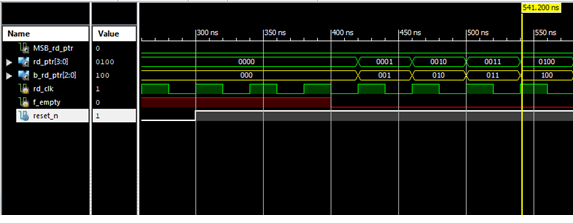 541.200 ns
Name Value 300 ns 350 ns 400 ns 450 ns 500 ns 550 ns
MSB_rd_ptr 0
rd_ptr[3:0] 0100 0000 0001 0010 0011 0100
b_rd_ptr[2:0] 100 000 001 010 011 100
rd_clk 1
f_empty 0
reset_n 1